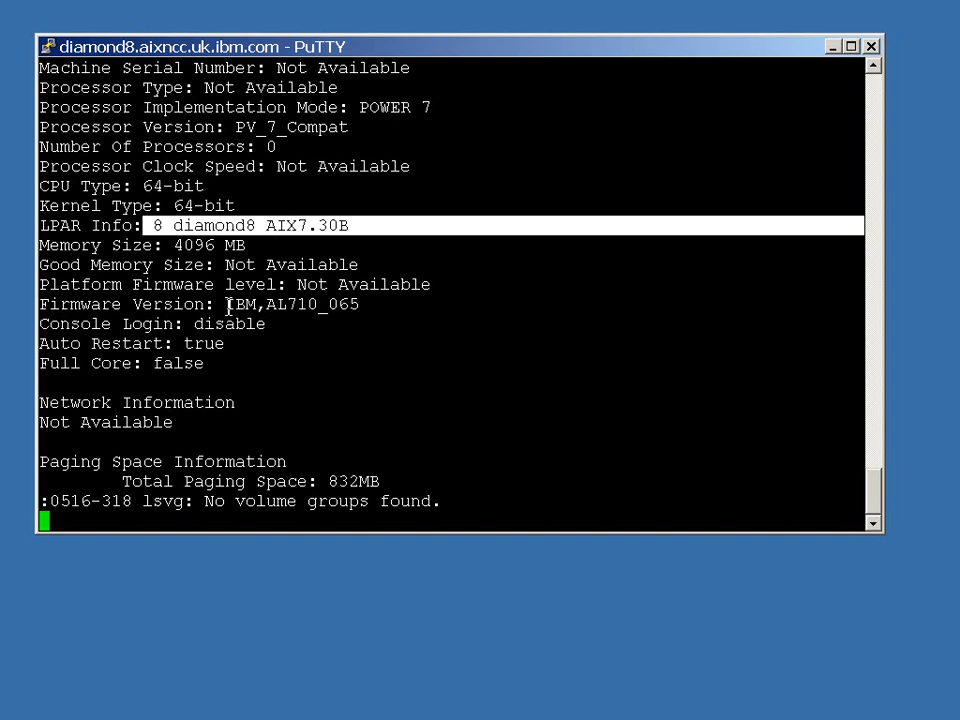 diamond8.aixncc.uk.ibm.com - PuTTY
Machine Serial Number: Not Available
Processor Type: Not Available
Processor Implementation Mode: POWER 7
Processor Version: PV_7_Compat
Number Of Processors: 0
Processor Clock Speed: Not Available
CPU Type: 64-bit
Kernel Type: 64-bit
LPAR Info: 8 diamond8 AIX7.30B
Memory Size: 4096 MB
Good Memory Size: Not Available
Platform Firmware level: Not Available
Firmware Version: IBM,AL710_065
Console Login: disable
Auto Restart: true
Full Core: false
Network Information
Not Available
Paging Space Information
Total Paging Space: 832MB
:0516-318 lsvg: No volume groups found.